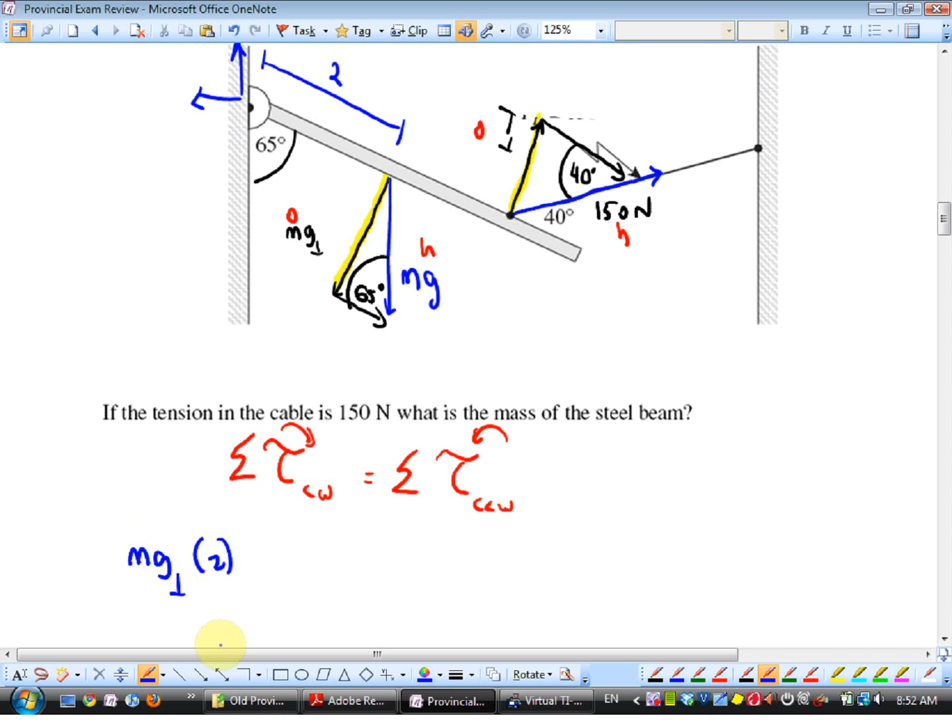 Provincial Exam Review - Microsoft Office OneNote
Task Tag Clip 125% B I U
2
65°
o
T⊥
40°
40°
150N
h
o
mg⊥
h
mg
65°
If the tension in the cable is 150 N what is the mass of the steel beam?
Σ τcw = Σ τccw
mg⊥ (2)
Rotate
Old Provi...
Adobe Re...
Provincial...
Virtual TI-...
EN
8:52 AM